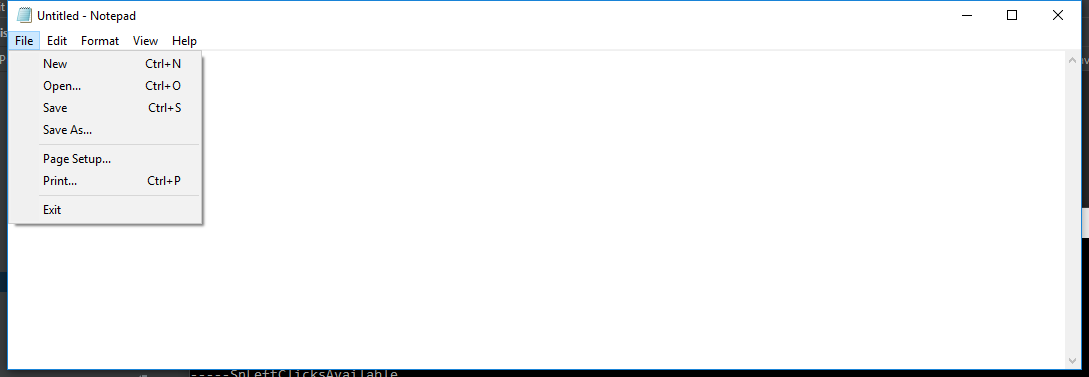 Untitled - Notepad
File Edit Format View Help
New Ctrl+N
Open... Ctrl+O
Save Ctrl+S
Save As...
Page Setup...
Print... Ctrl+P
Exit
-----SpLeftClicksAvailable